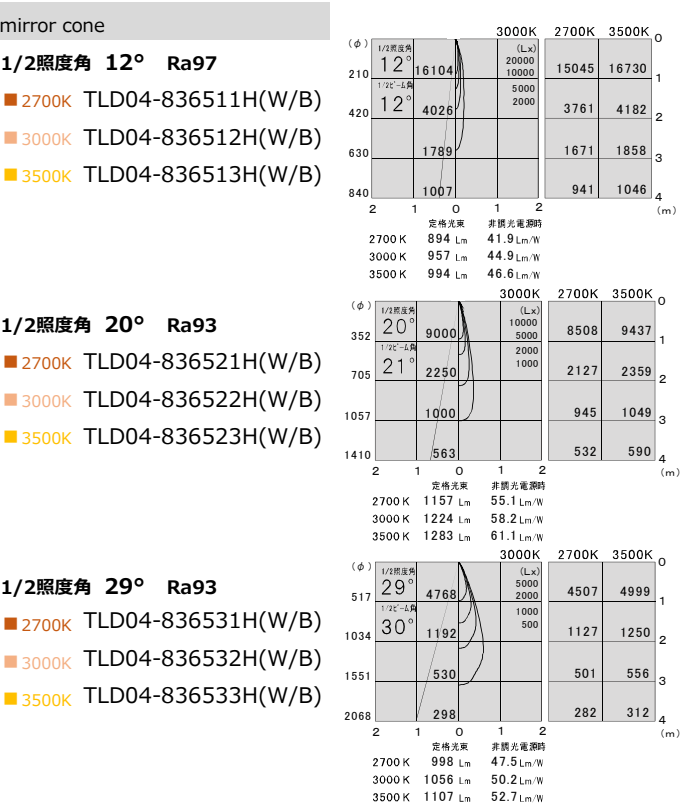 mirror cone
1/2照度角 12° Ra97
2700K TLD04-836511H(W/B)
3000K TLD04-836512H(W/B)
3500K TLD04-836513H(W/B)
3000K 2700K 3500K
(φ) 1/2照度角 (Lx) 0
12° 16104 20000 15045 16730
210 10000 1
1/2ビーム角 5000
12° 4026 2000 3761 4182
420 2
1789 1671 1858
630 3
1007 941 1046
840 4
2 1 0 1 2 (m)
定格光束 非調光電源時
2700K 894 Lm 41.9 Lm/W
3000K 957 Lm 44.9 Lm/W
3500K 994 Lm 46.6 Lm/W
1/2照度角 20° Ra93
2700K TLD04-836521H(W/B)
3000K TLD04-836522H(W/B)
3500K TLD04-836523H(W/B)
3000K 2700K 3500K
(φ) 1/2照度角 (Lx) 0
20° 9000 10000 8508 9437
352 5000 1
1/2ビーム角 2000
21° 2250 1000 2127 2359
705 2
1000 945 1049
1057 3
563 532 590
1410 4
2 1 0 1 2 (m)
定格光束 非調光電源時
2700K 1157 Lm 55.1 Lm/W
3000K 1224 Lm 58.2 Lm/W
3500K 1283 Lm 61.1 Lm/W
1/2照度角 29° Ra93
2700K TLD04-836531H(W/B)
3000K TLD04-836532H(W/B)
3500K TLD04-836533H(W/B)
3000K 2700K 3500K
(φ) 1/2照度角 (Lx) 0
29° 4768 5000 4507 4999
517 2000 1
1/2ビーム角 1000
30° 1192 500 1127 1250
1034 2
530 501 556
1551 3
298 282 312
2068 4
2 1 0 1 2 (m)
定格光束 非調光電源時
2700K 998 Lm 47.5 Lm/W
3000K 1056 Lm 50.2 Lm/W
3500K 1107 Lm 52.7 Lm/W